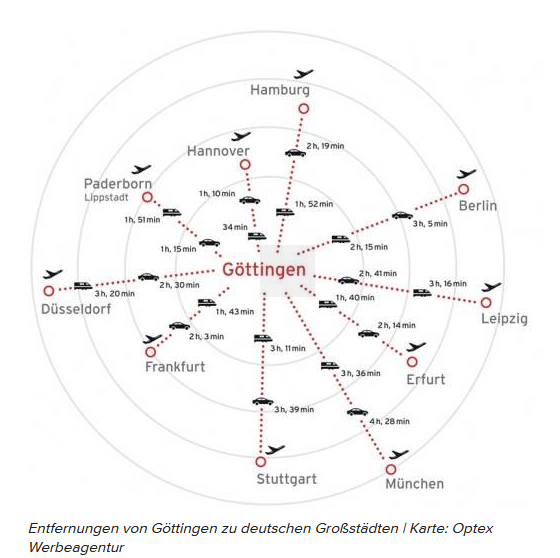 Hamburg
2 h, 19 min
Hannover
1 h, 10 min
1 h, 52 min
34 min
Paderborn
Lippstadt
1 h, 51 min
1 h, 15 min
Berlin
3 h, 5 min
2 h, 15 min
Göttingen
2 h, 41 min
3 h, 16 min
Leipzig
3 h, 20 min
2 h, 30 min
Düsseldorf
1 h, 43 min
2 h, 3 min
Frankfurt
1 h, 40 min
2 h, 14 min
Erfurt
3 h, 11 min
3 h, 39 min
Stuttgart
3 h, 36 min
4 h, 28 min
München
Entfernungen von Göttingen zu deutschen Großstädten | Karte: Optex
Werbeagentur